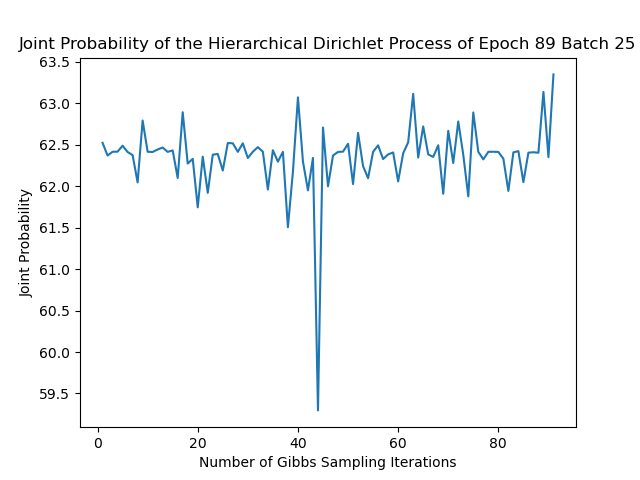 Joint Probability of the Hierarchical Dirichlet Process of Epoch 89 Batch 25
63.5
63.0
62.5
62.0
61.5
61.0
60.5
60.0
59.5
Joint Probability
0 20 40 60 80
Number of Gibbs Sampling Iterations